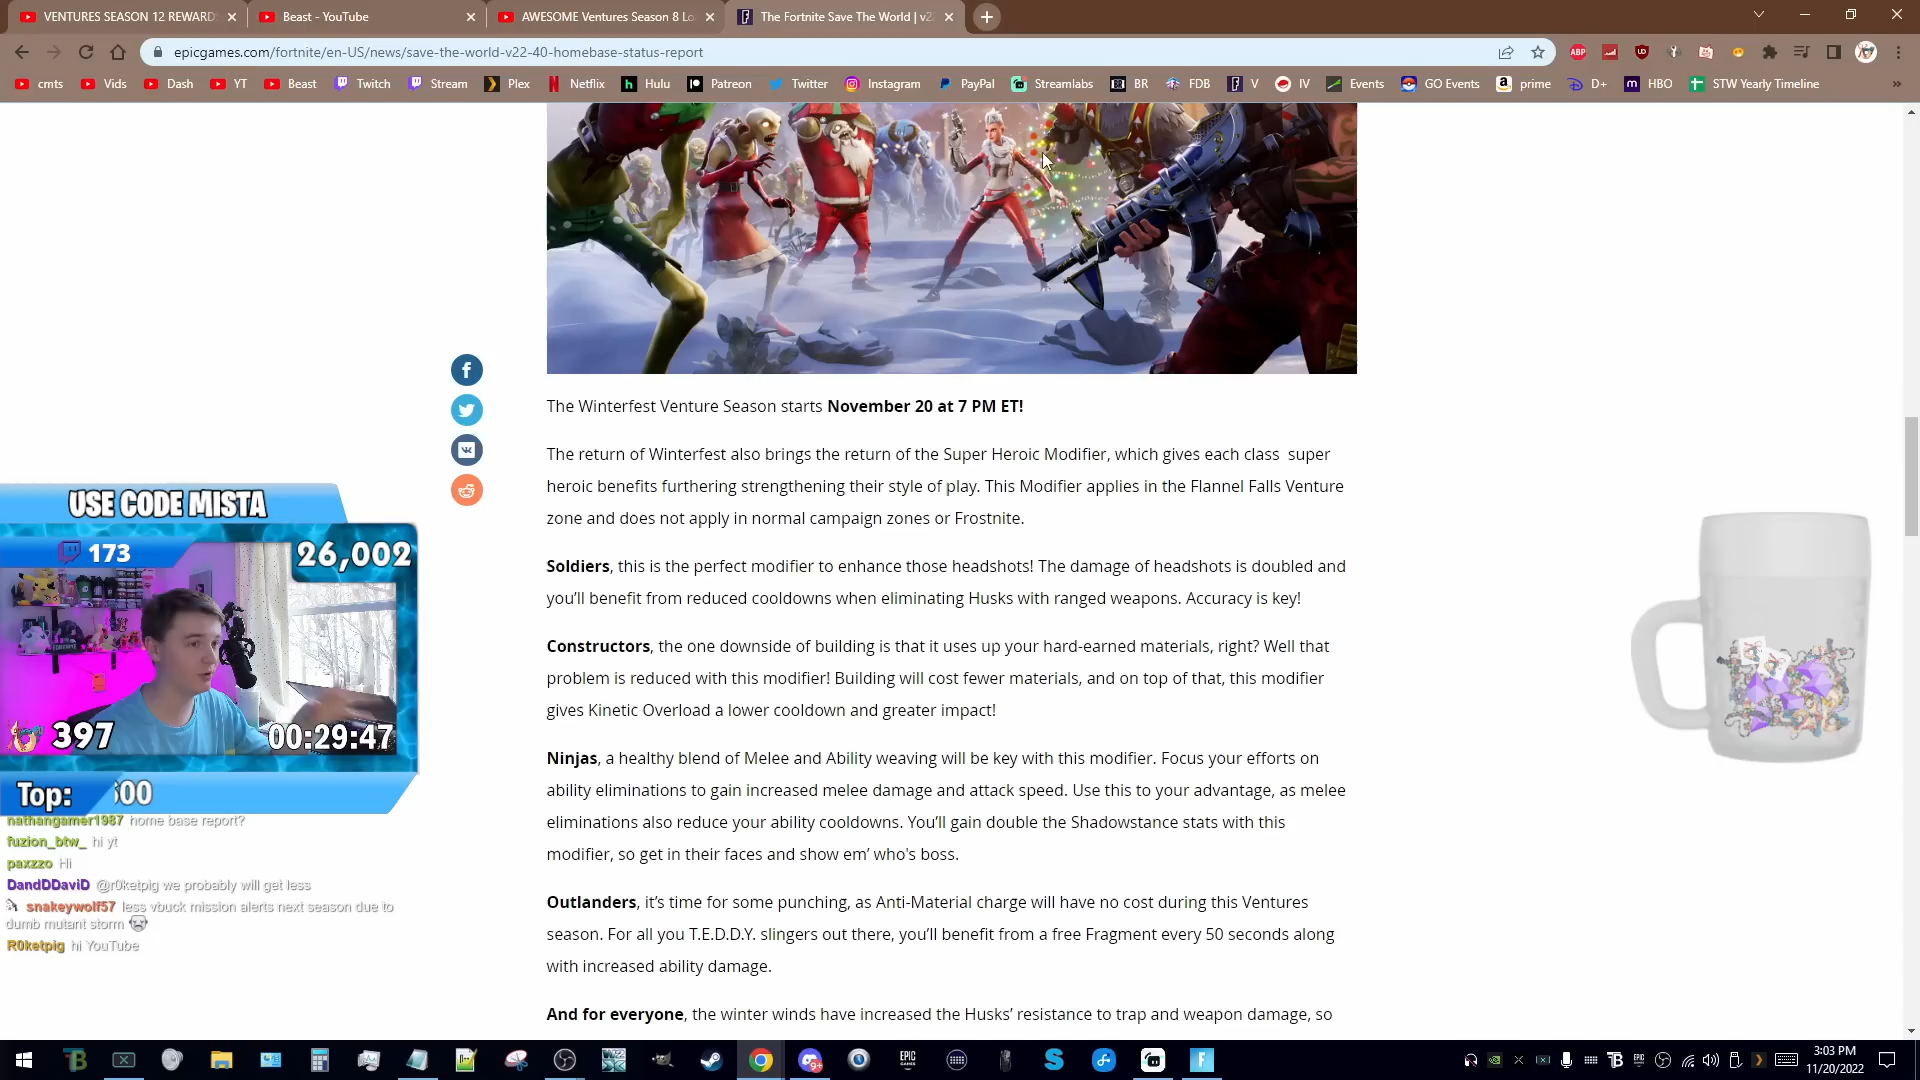 VENTURES SEASON 12 REWARD
Beast - YouTube
AWESOME Ventures Season 8 Lo
The Fortnite Save The World | v2
epicgames.com/fortnite/en-US/news/save-the-world-v22-40-homebase-status-report
cmts Vids Dash YT Beast Twitch Stream Plex Netflix Hulu Patreon Twitter Instagram PayPal Streamlabs BR FDB V IV Events GO Events prime D+ HBO STW Yearly Timeline
The Winterfest Venture Season starts November 20 at 7 PM ET!
The return of Winterfest also brings the return of the Super Heroic Modifier, which gives each class super
heroic benefits furthering strengthening their style of play. This Modifier applies in the Flannel Falls Venture
zone and does not apply in normal campaign zones or Frostnite.
Soldiers, this is the perfect modifier to enhance those headshots! The damage of headshots is doubled and
you’ll benefit from reduced cooldowns when eliminating Husks with ranged weapons. Accuracy is key!
Constructors, the one downside of building is that it uses up your hard-earned materials, right? Well that
problem is reduced with this modifier! Building will cost fewer materials, and on top of that, this modifier
gives Kinetic Overload a lower cooldown and greater impact!
Ninjas, a healthy blend of Melee and Ability weaving will be key with this modifier. Focus your efforts on
ability eliminations to gain increased melee damage and attack speed. Use this to your advantage, as melee
eliminations also reduce your ability cooldowns. You’ll gain double the Shadowstance stats with this
modifier, so get in their faces and show em’ who's boss.
Outlanders, it’s time for some punching, as Anti-Material charge will have no cost during this Ventures
season. For all you T.E.D.D.Y. slingers out there, you’ll benefit from a free Fragment every 50 seconds along
with increased ability damage.
And for everyone, the winter winds have increased the Husks’ resistance to trap and weapon damage, so
USE CODE MISTA
173
26,002
397
00:29:47
Top:
00
nathangamer1987 home base report?
fuzion_btw_ hi yt
paxzzo Hi
DandDDaviD @r0ketpig we probably will get less
snakeywolf57 less vbuck mission alerts next season due to
dumb mutant storm
R0ketpig hi YouTube
3:03 PM
11/20/2022